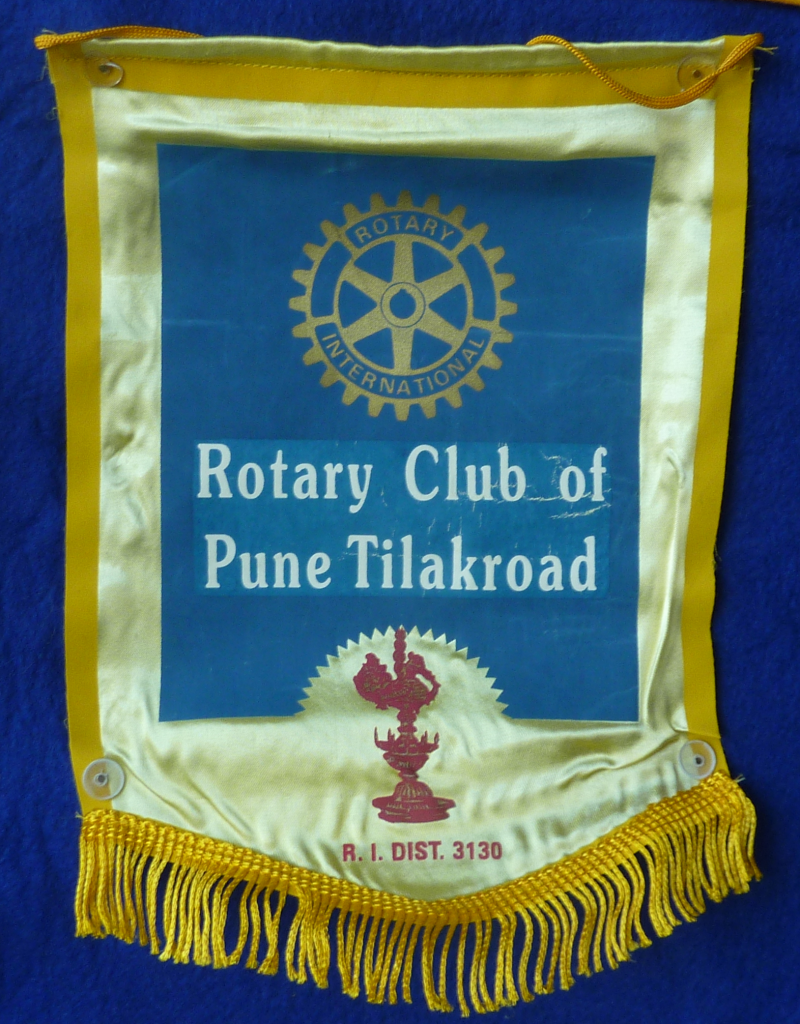 ROTARY
INTERNATIONAL
Rotary Club of
Pune Tilakroad
R. I. DIST. 3130